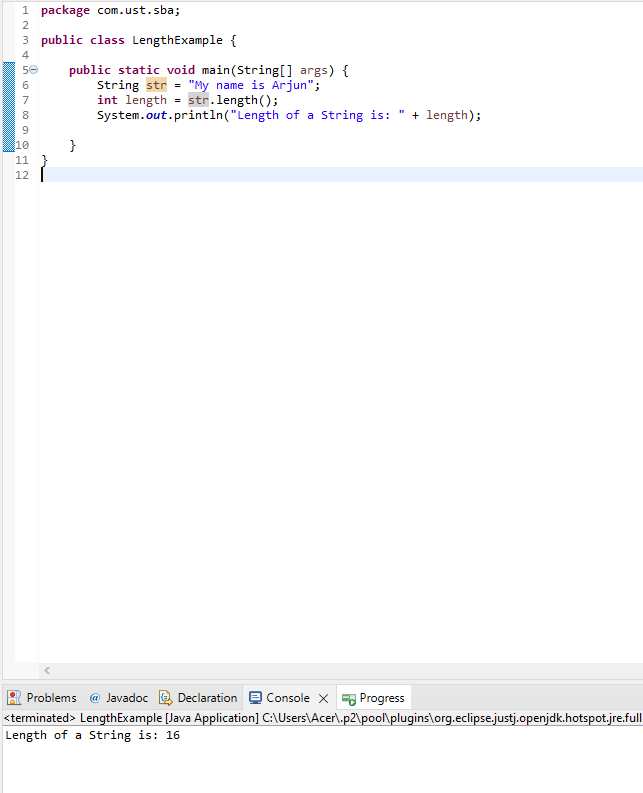 1 package com.ust.sba;
2
3 public class LengthExample {
4
5 public static void main(String[] args) {
6 String str = "My name is Arjun";
7 int length = str.length();
8 System.out.println("Length of a String is: " + length);
9
10 }
11 }
12
Problems @ Javadoc Declaration Console Progress
<terminated> LengthExample [Java Application] C:\Users\Acer\.p2\pool\plugins\org.eclipse.justj.openjdk.hotspot.jre.full
Length of a String is: 16